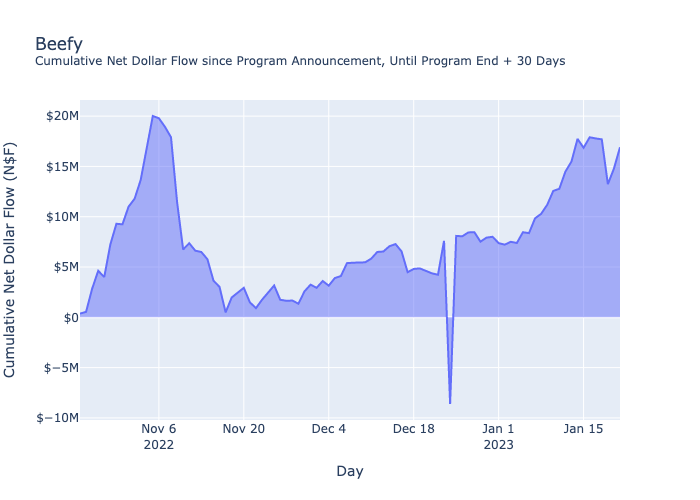 Beefy
Cumulative Net Dollar Flow since Program Announcement, Until Program End + 30 Days
Cumulative Net Dollar Flow (N$F)
$20M
$15M
$10M
$5M
$0
$−5M
$−10M
Nov 6
2022
Nov 20
Dec 4
Dec 18
Jan 1
2023
Jan 15
Day